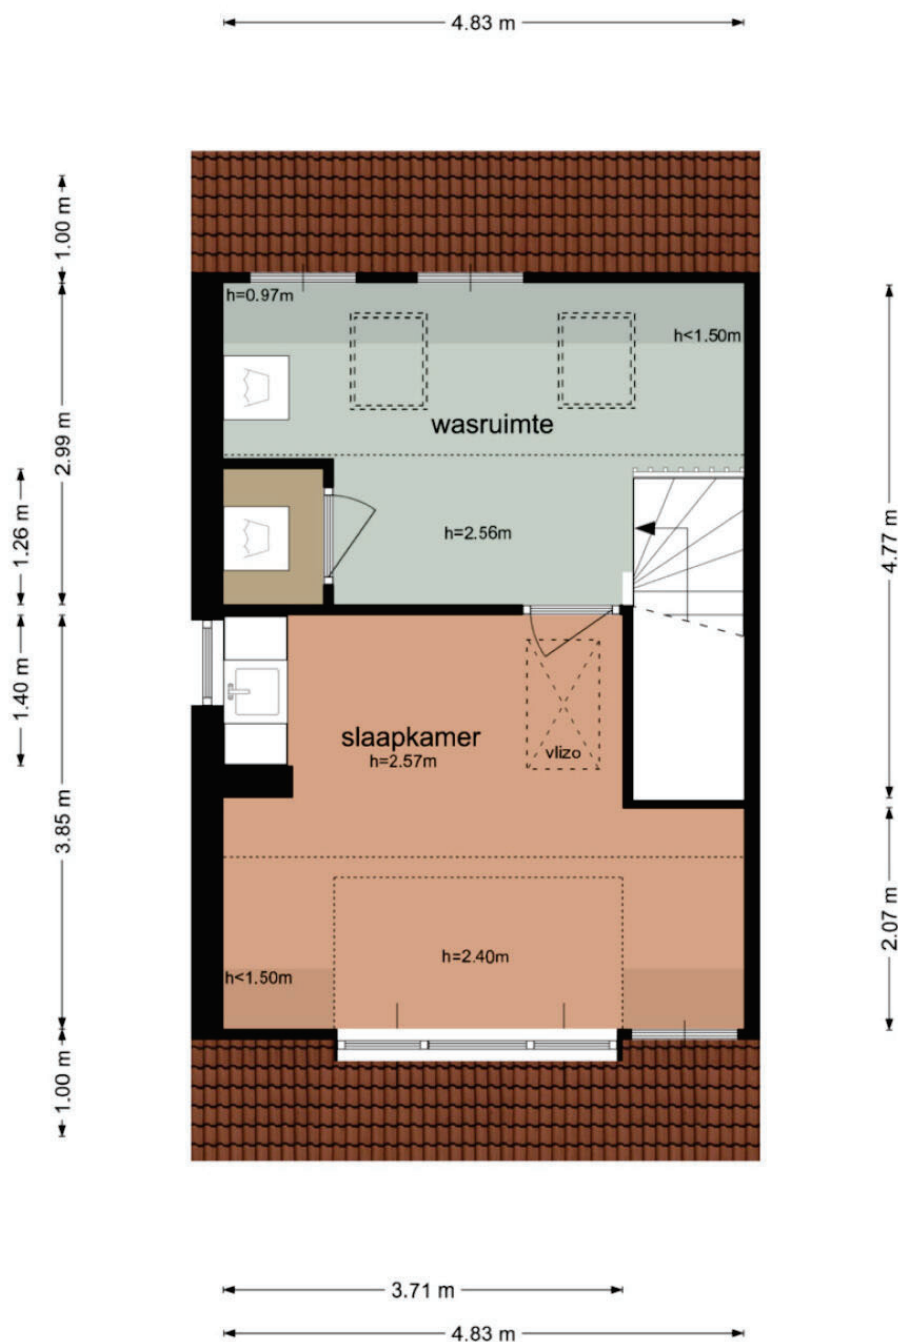 4.83 m
1.00 m
h=0.97m
h<1.50m
2.99 m
wasruimte
1.26 m
h=2.56m
4.77 m
1.40 m
slaapkamer
h=2.57m
vlizo
3.85 m
2.07 m
h=2.40m
h<1.50m
1.00 m
3.71 m
4.83 m